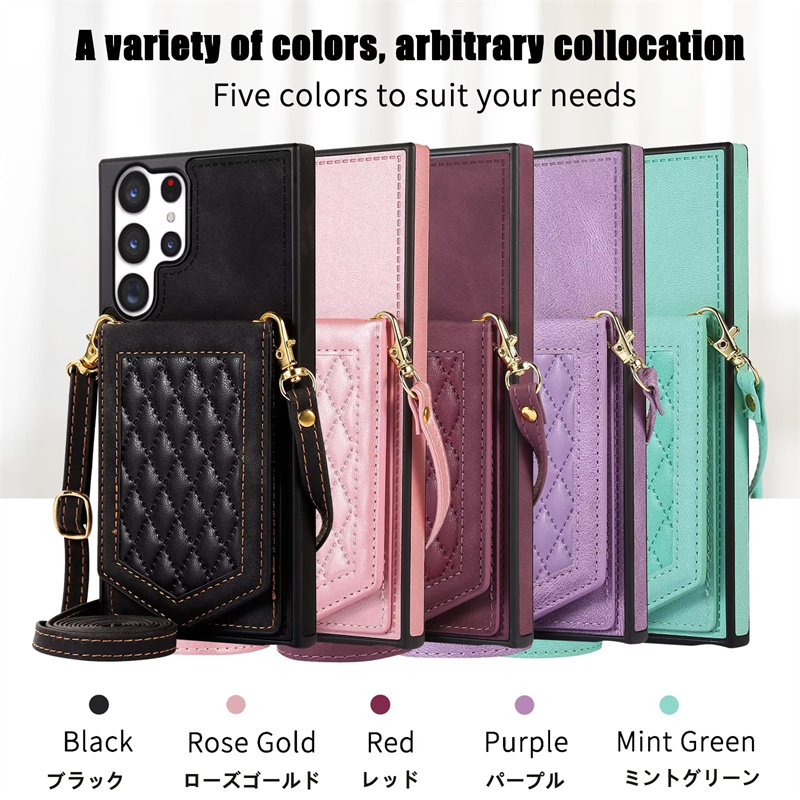 A variety of colors, arbitrary collocation
Five colors to suit your needs
Black Rose Gold Red Purple Mint Green
ブラック ローズゴールド レッド パープル ミントグリーン